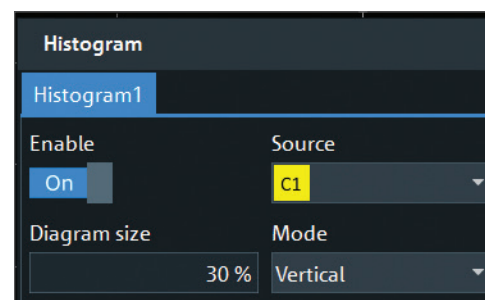 Histogram
Histogram1
Enable Source
On C1
Diagram size Mode
30 % Vertical